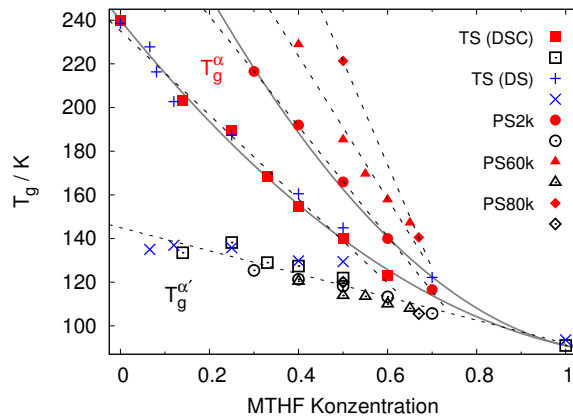 T_g / K
240
220
200
180
160
140
120
100
0
0.2
0.4
0.6
0.8
1
MTHF Konzentration
T_g^α
T_g^α′
TS (DSC)
TS (DS)
PS2k
PS60k
PS80k